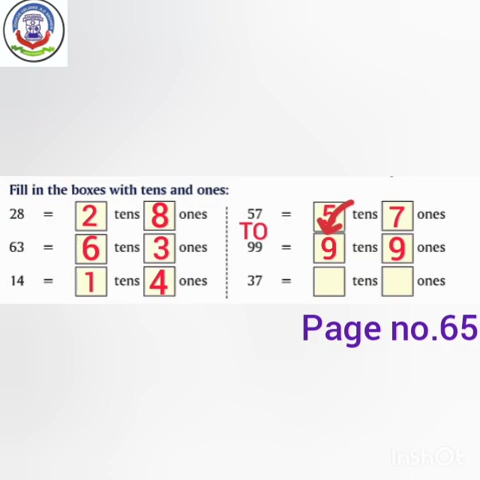 Fill in the boxes with tens and ones:
28 = 2 tens 8 ones
63 = 6 tens 3 ones
14 = 1 tens 4 ones
57 = 5 tens 7 ones
TO
99 = 9 tens 9 ones
37 = tens ones
Page no.65
InShOt